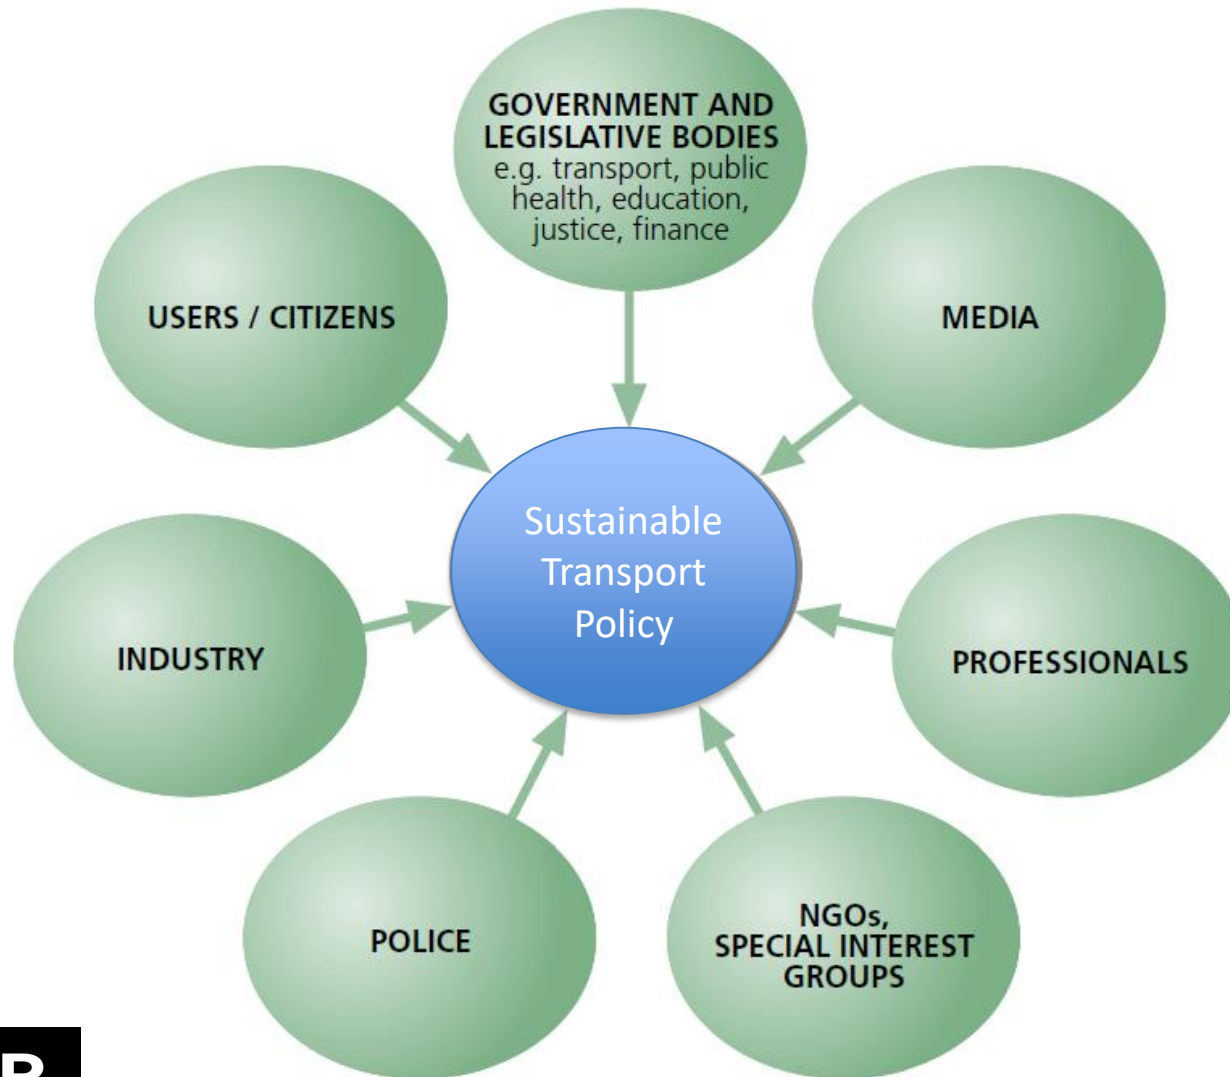 GOVERNMENT AND
LEGISLATIVE BODIES
e.g. transport, public
health, education,
justice, finance
USERS / CITIZENS
MEDIA
Sustainable
Transport
Policy
INDUSTRY
PROFESSIONALS
POLICE
NGOs,
SPECIAL INTEREST
GROUPS